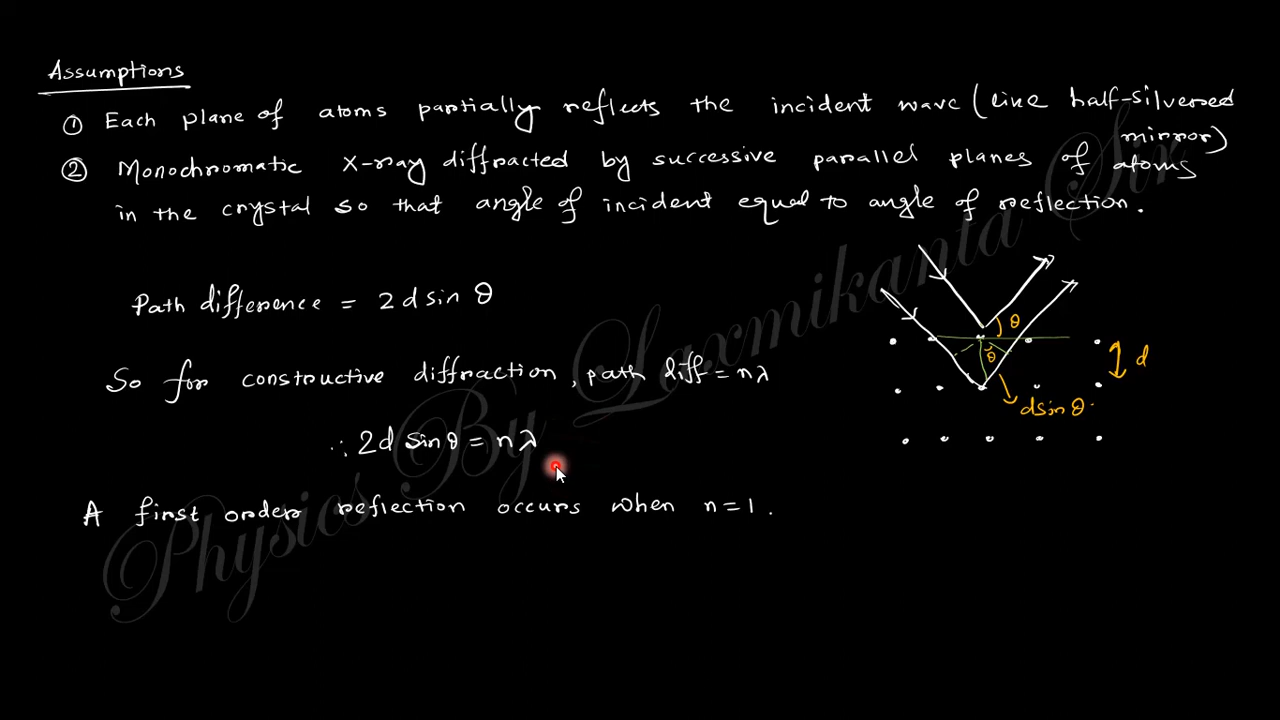 Assumptions
① Each plane of atoms partially reflects the incident wave (like half-silvered mirror)
② Monochromatic X-ray diffracted by successive parallel planes of atoms
in the crystal so that angle of incident equal to angle of reflection.
Path difference = 2 d sin θ
So for constructive diffraction, path diff = nλ
∴ 2d sinθ = nλ
A first order reflection occurs when n=1.
θ
θ
d
dsin θ
Physics By Laxmikanta Sir